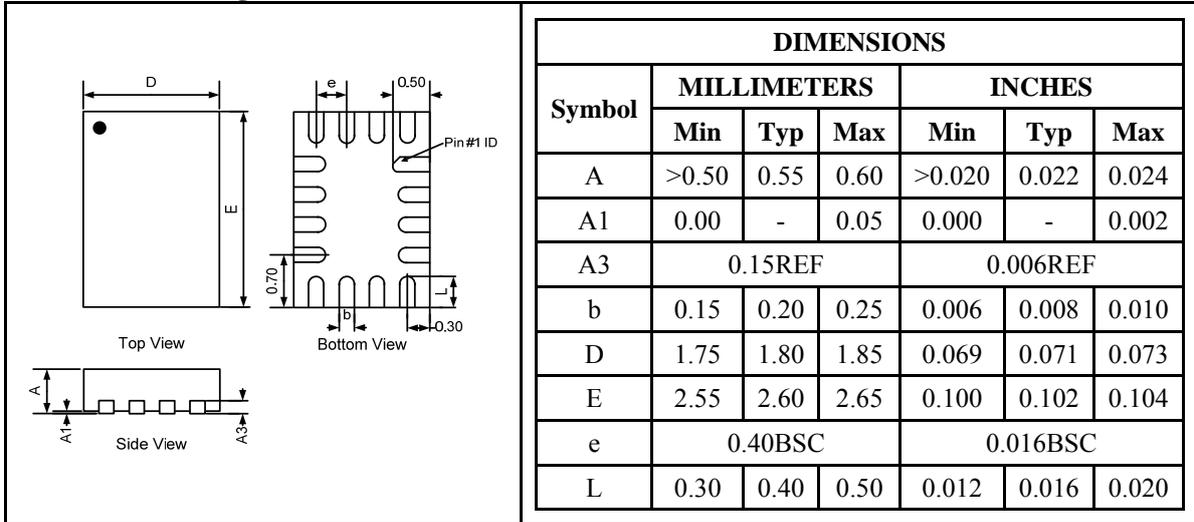 D
E
Top View
e
0.50
Pin #1 ID
0.70
L
b
0.30
Bottom View
A
A1
A3
Side View
DIMENSIONS
Symbol MILLIMETERS INCHES
Min Typ Max Min Typ Max
A >0.50 0.55 0.60 >0.020 0.022 0.024
A1 0.00 - 0.05 0.000 - 0.002
A3 0.15REF 0.006REF
b 0.15 0.20 0.25 0.006 0.008 0.010
D 1.75 1.80 1.85 0.069 0.071 0.073
E 2.55 2.60 2.65 0.100 0.102 0.104
e 0.40BSC 0.016BSC
L 0.30 0.40 0.50 0.012 0.016 0.020